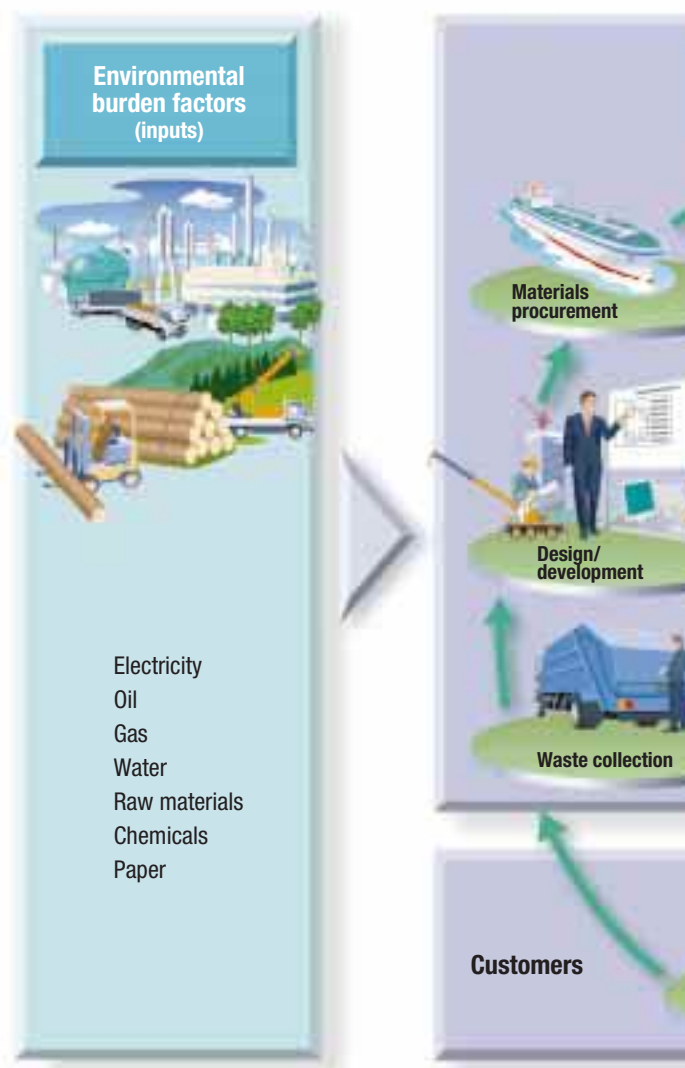 Environmental
burden factors
(inputs)
Electricity
Oil
Gas
Water
Raw materials
Chemicals
Paper
Materials
procurement
Design/
development
Waste collection
Customers